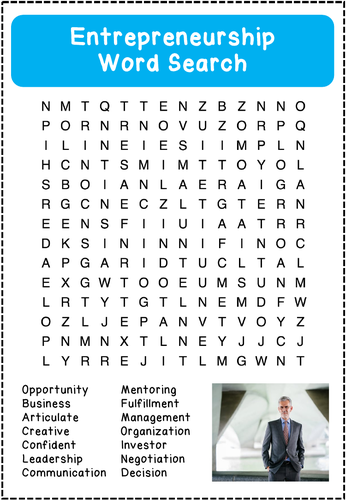 Entrepreneurship
Word Search
N M T Q T T E N Z B Z N N O
P O R N R N O V U Z O R P Q
I L I N E I E S I I M P L N
H C N T S M I M T T O Y O L
S B O I A N L A E R A I G A
R G C N E C Z L T G T E R N
E E N S F I I U I A A T R R
D K S I N I N N I F I N O C
A P G A R I D T U C L T A L
E X G W T O O E U M S U N M
L R T Y T G T L N E M D F W
O Z L J E P A N V T V O Y Z
P N M N X T L N E Y J J C J
L Y R R E J I T L M G W N T
Opportunity
Business
Articulate
Creative
Confident
Leadership
Communication
Mentoring
Fulfillment
Management
Organization
Investor
Negotiation
Decision